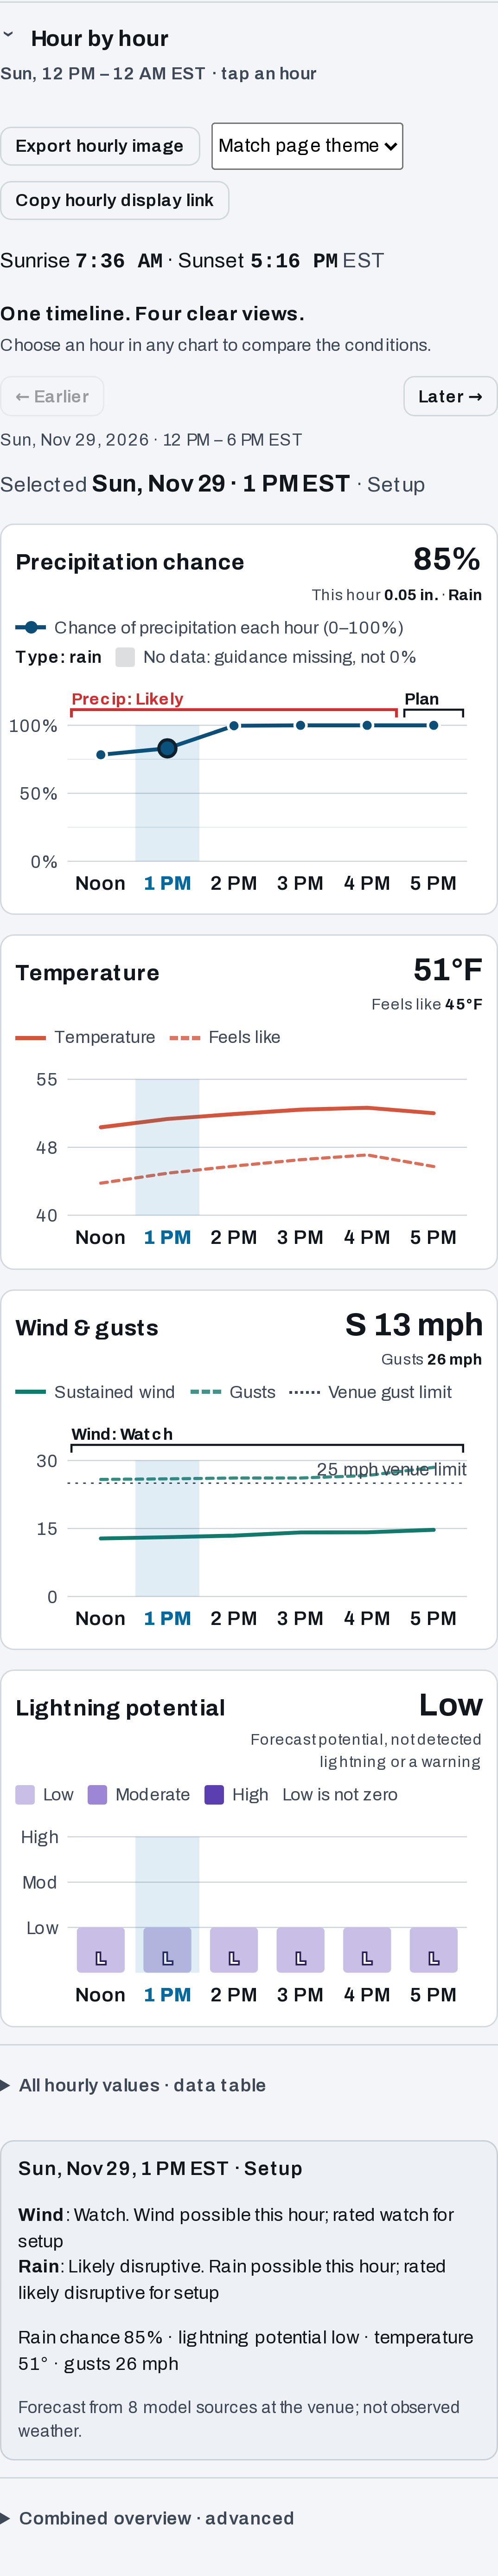 Hour by hour
Sun, 12 PM – 12 AM EST · tap an hour
Export hourly image
Match page theme
Copy hourly display link
Sunrise 7:36 AM · Sunset 5:16 PM EST
One timeline. Four clear views.
Choose an hour in any chart to compare the conditions.
← Earlier
Later →
Sun, Nov 29, 2026 · 12 PM – 6 PM EST
Selected Sun, Nov 29 · 1 PM EST · Setup
Precipitation chance
85%
This hour 0.05 in. · Rain
Chance of precipitation each hour (0–100%)
Type: rain
No data: guidance missing, not 0%
Precip: Likely
Plan
100%
50%
0%
Noon 1 PM 2 PM 3 PM 4 PM 5 PM
Temperature
51°F
Feels like 45°F
Temperature Feels like
55
48
40
Noon 1 PM 2 PM 3 PM 4 PM 5 PM
Wind & gusts
S 13 mph
Gusts 26 mph
Sustained wind Gusts Venue gust limit
Wind: Watch
30
25 mph venue limit
15
0
Noon 1 PM 2 PM 3 PM 4 PM 5 PM
Lightning potential
Low
Forecast potential, not detected
lightning or a warning
Low Moderate High Low is not zero
High
Mod
Low
L L L L L L
Noon 1 PM 2 PM 3 PM 4 PM 5 PM
All hourly values · data table
Sun, Nov 29, 1 PM EST · Setup
Wind: Watch. Wind possible this hour; rated watch for
setup
Rain: Likely disruptive. Rain possible this hour; rated
likely disruptive for setup
Rain chance 85% · lightning potential low · temperature
51° · gusts 26 mph
Forecast from 8 model sources at the venue; not observed
weather.
Combined overview · advanced